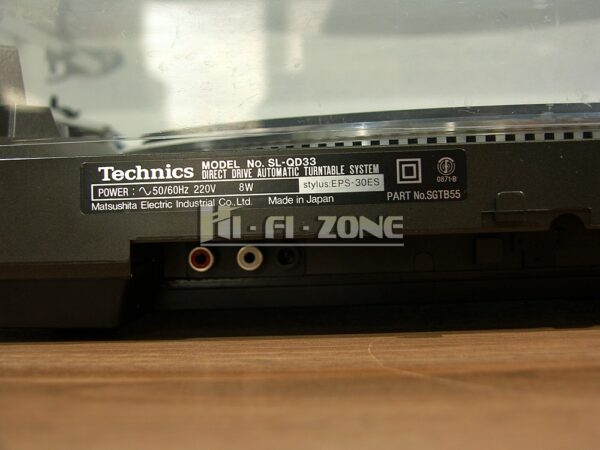 Technics MODEL No. SL-QD33
DIRECT DRIVE AUTOMATIC TURNTABLE SYSTEM
POWER : ∿50/60Hz 220V 8W
stylus:EPS-30ES
Matsushita Electric Industrial Co., Ltd. Made in Japan
0871-B
PART No.SGTB55
HI-FI-ZONE